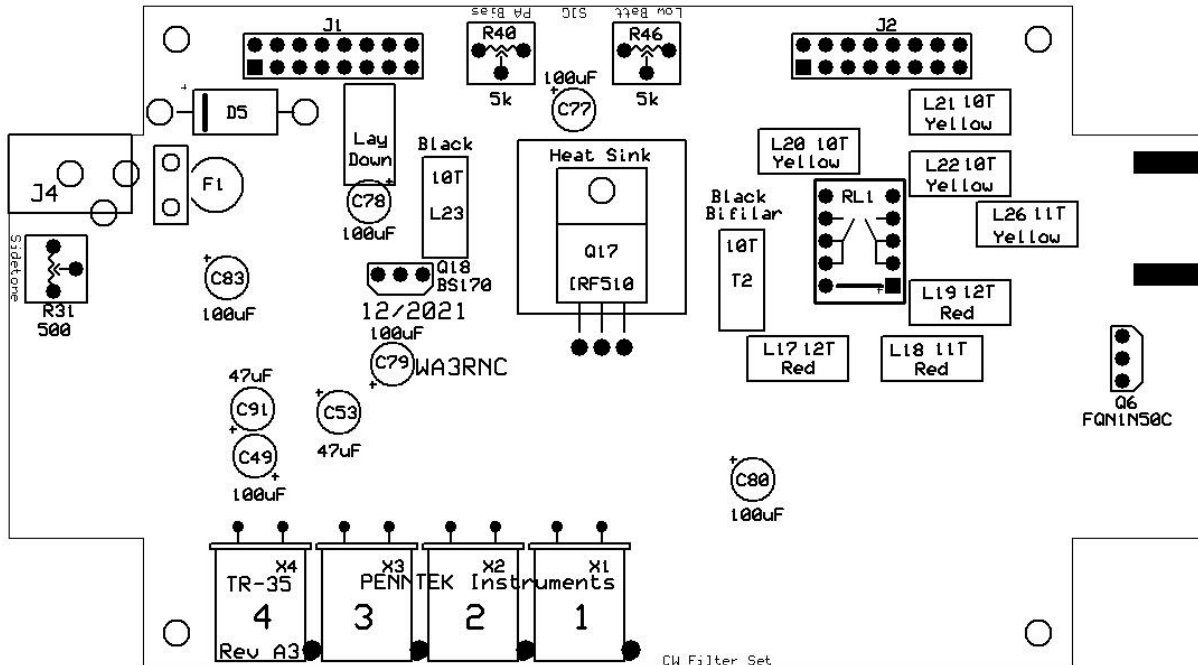 PA Bias
SIG
Low Batt
J1
R40
R46
J2
5k
5k
100uF
C77
+
D5
L21 10T
Yellow
L20 10T
Yellow
L22 10T
Yellow
L26 11T
Yellow
Lay
Down
Black
10T
L23
Heat Sink
Q17
IRF510
Black
Bifilar
10T
T2
RL1
+
J4
F1
+
C78
100uF
Sidetone
R31
500
+
C83
100uF
Q18
BS170
12/2021
100uF
C79
+
WA3RNC
L19 12T
Red
L17 12T
Red
L18 11T
Red
Q6
FQN1N50C
47uF
+
C91
+
C53
47uF
C49
+
100uF
+
C80
100uF
X4
X3
X2
X1
TR-35
PENNTEK Instruments
4
3
2
1
Rev A3
CW Filter Set